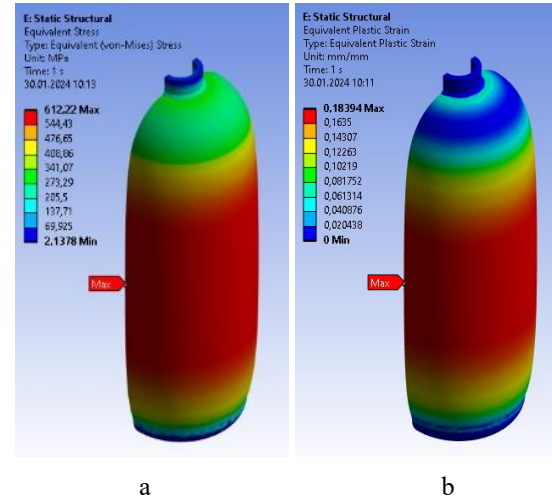 E: Static Structural
Equivalent Stress
Type: Equivalent (von-Mises) Stress
Unit: MPa
Time: 1 s
30.01.2024 10:13
612,22 Max
544,43
476,65
408,86
341,07
273,29
205,5
137,71
69,925
2,1378 Min
Max
a
E: Static Structural
Equivalent Plastic Strain
Type: Equivalent Plastic Strain
Unit: mm/mm
Time: 1 s
30.01.2024 10:11
0,18394 Max
0,1635
0,14307
0,12263
0,10219
0,081752
0,061314
0,040876
0,020438
0 Min
Max
b